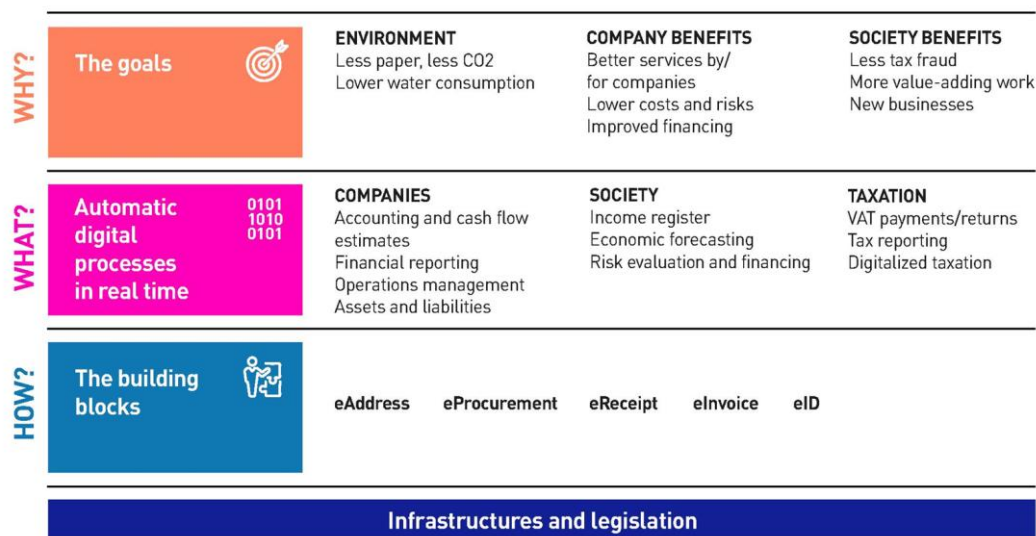 WHY?
The goals
ENVIRONMENT
Less paper, less CO2
Lower water consumption
COMPANY BENEFITS
Better services by/
for companies
Lower costs and risks
Improved financing
SOCIETY BENEFITS
Less tax fraud
More value-adding work
New businesses
WHAT?
Automatic
digital
processes
in real time
0101
1010
0101
COMPANIES
Accounting and cash flow
estimates
Financial reporting
Operations management
Assets and liabilities
SOCIETY
Income register
Economic forecasting
Risk evaluation and financing
TAXATION
VAT payments/returns
Tax reporting
Digitalized taxation
HOW?
The building
blocks
eAddress eProcurement eReceipt eInvoice eID
Infrastructures and legislation